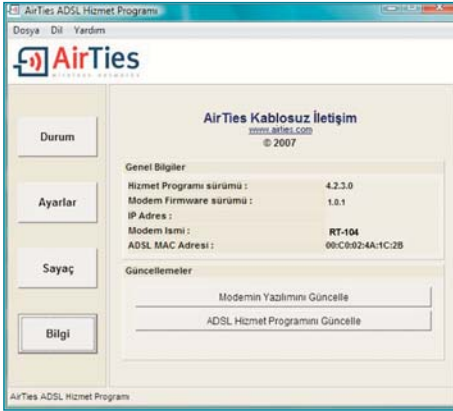 AirTies ADSL Hizmet Programı
Dosya Dil Yardım
AirTies
wireless networks
Durum
Ayarlar
Sayaç
Bilgi
AirTies Kablosuz İletişim
www.airties.com
© 2007
Genel Bilgiler
Hizmet Programı sürümü : 4.2.3.0
Modem Firmware sürümü : 1.0.1
IP Adres :
Modem Ismi : RT-104
ADSL MAC Adresi : 00:C0:02:4A:1C:2B
Güncellemeler
Modemin Yazılımını Güncelle
ADSL Hizmet Programını Güncelle
AirTies ADSL Hizmet Programı